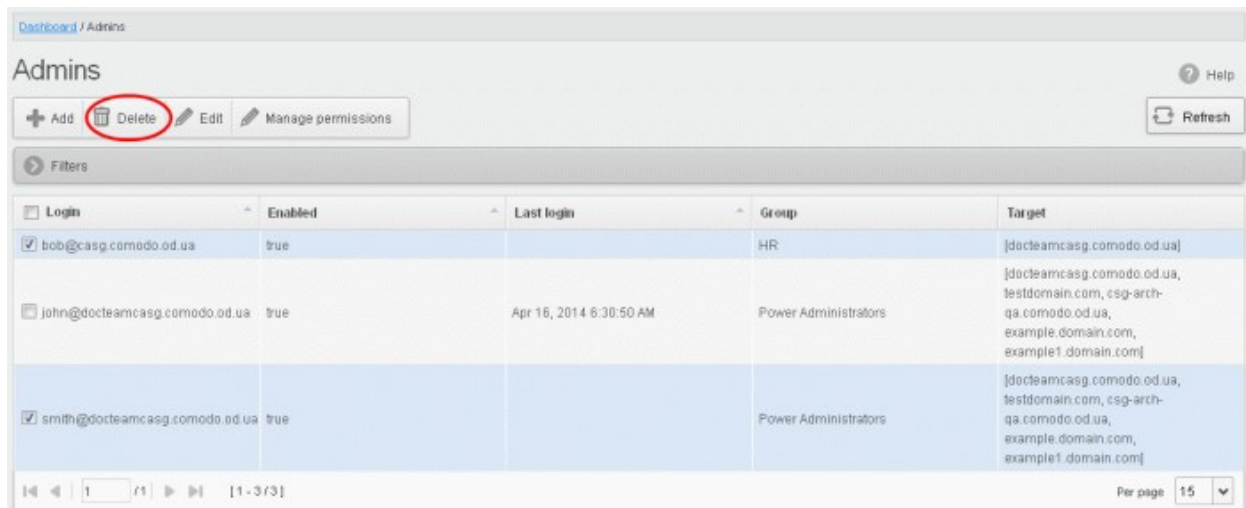 Dashboard / Admins
Admins
Help
Add Delete Edit Manage permissions
Refresh
Filters
Login Enabled Last login Group Target
bob@casg.comodo.od.ua true HR [docteamcasg.comodo.od.ua]
john@docteamcasg.comodo.od.ua true Apr 16, 2014 6:30:50 AM Power Administrators [docteamcasg.comodo.od.ua,
testdomain.com, csg-arch-
qa.comodo.od.ua,
example.domain.com,
example1.domain.com]
smith@docteamcasg.comodo.od.ua true Power Administrators [docteamcasg.comodo.od.ua,
testdomain.com, csg-arch-
qa.comodo.od.ua,
example.domain.com,
example1.domain.com]
1 /1 [1 - 3 / 3] Per page 15